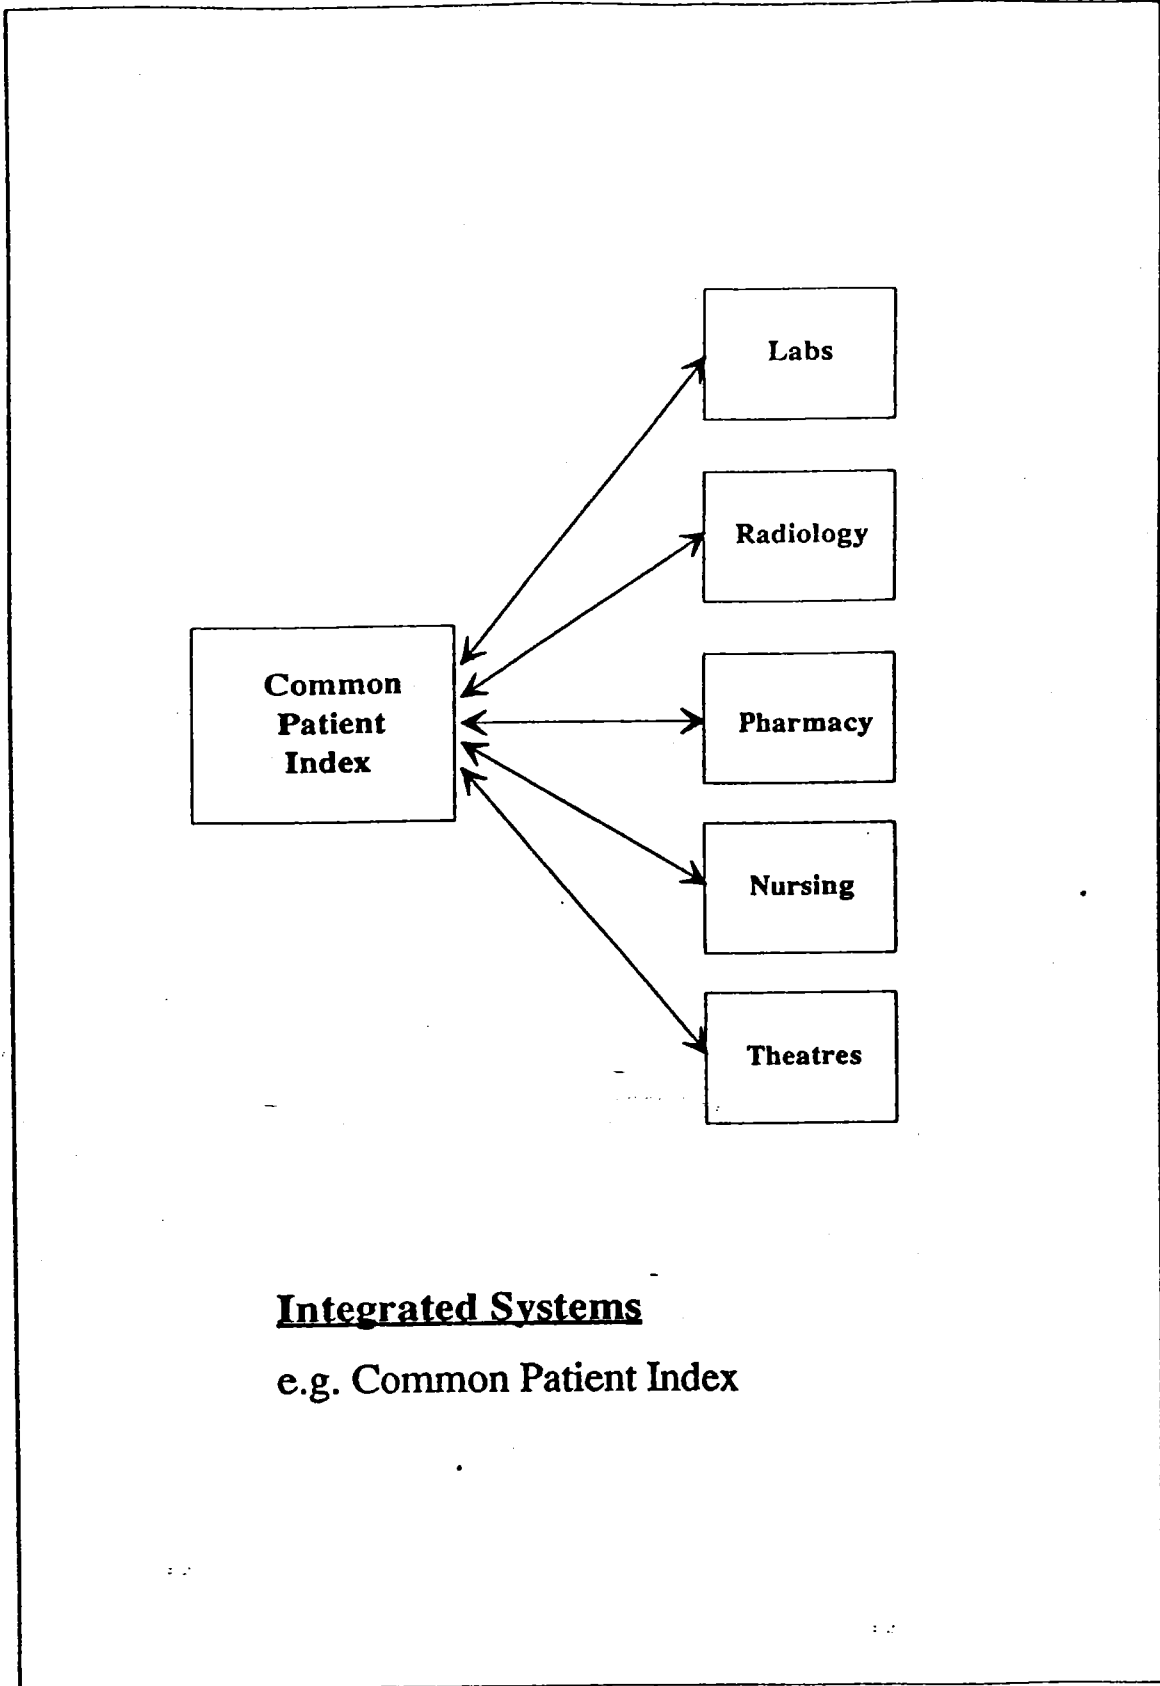 Labs
Radiology
Common
Patient
Index
Pharmacy
Nursing
Theatres
Integrated Systems
e.g. Common Patient Index